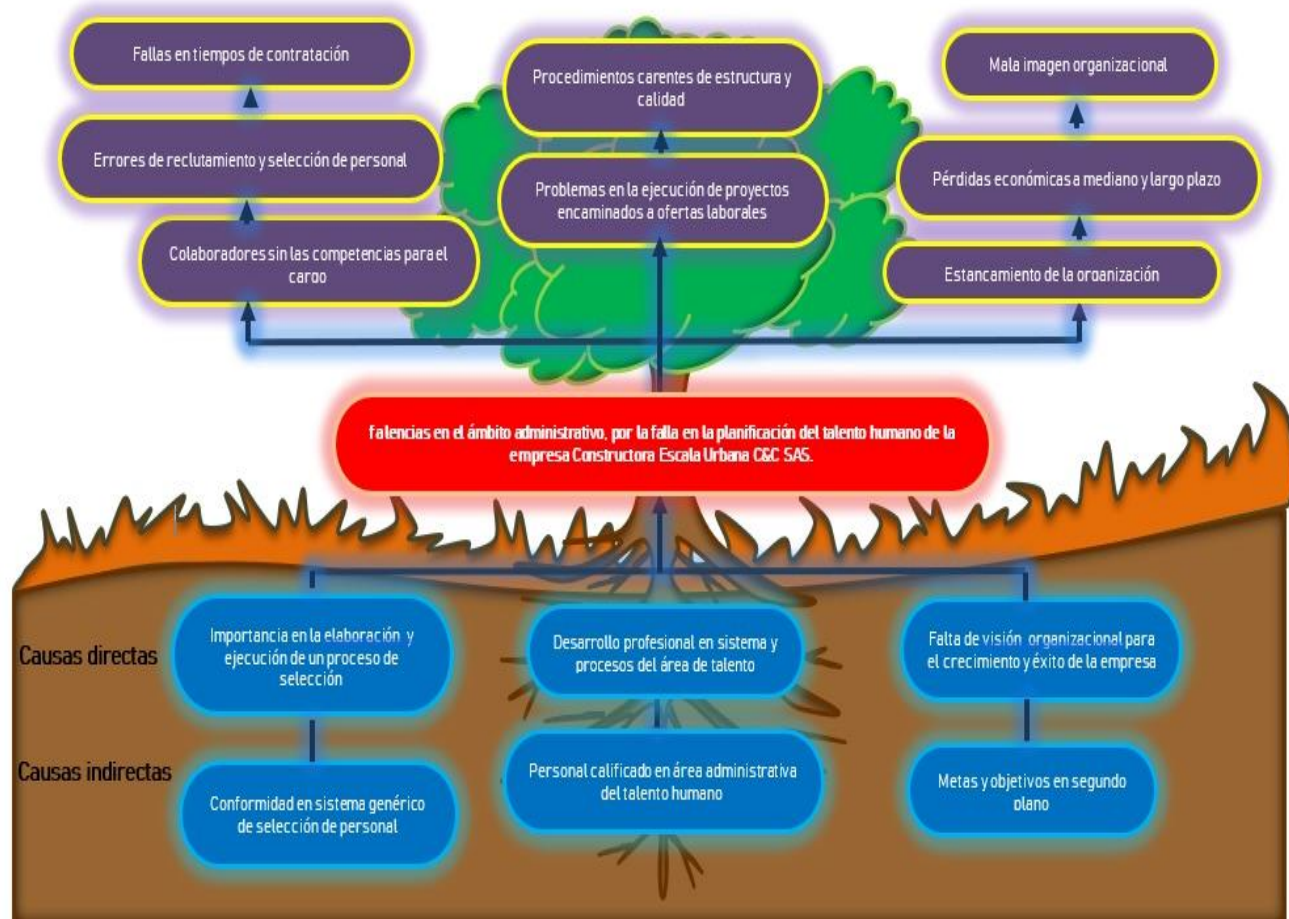 Fallas en tiempos de contratación
Errores de reclutamiento y selección de personal
Colaboradores sin las competencias para el
cargo
Procedimientos carentes de estructura y
calidad
Problemas en la ejecución de proyectos
encaminados a ofertas laborales
Mala imagen organizacional
Pérdidas económicas a mediano y largo plazo
Estancamiento de la organización
falencias en el ámbito administrativo, por la falla en la planificación del talento humano de la
empresa Constructora Escala Urbana C&C SAS.
Causas directas
Importancia en la elaboración y
ejecución de un proceso de
selección
Desarrollo profesional en sistema y
procesos del área de talento
Falta de visión organizacional para
el crecimiento y éxito de la empresa
Causas indirectas
Conformidad en sistema genérico
de selección de personal
Personal calificado en área administrativa
del talento humano
Metas y objetivos en segundo
plano